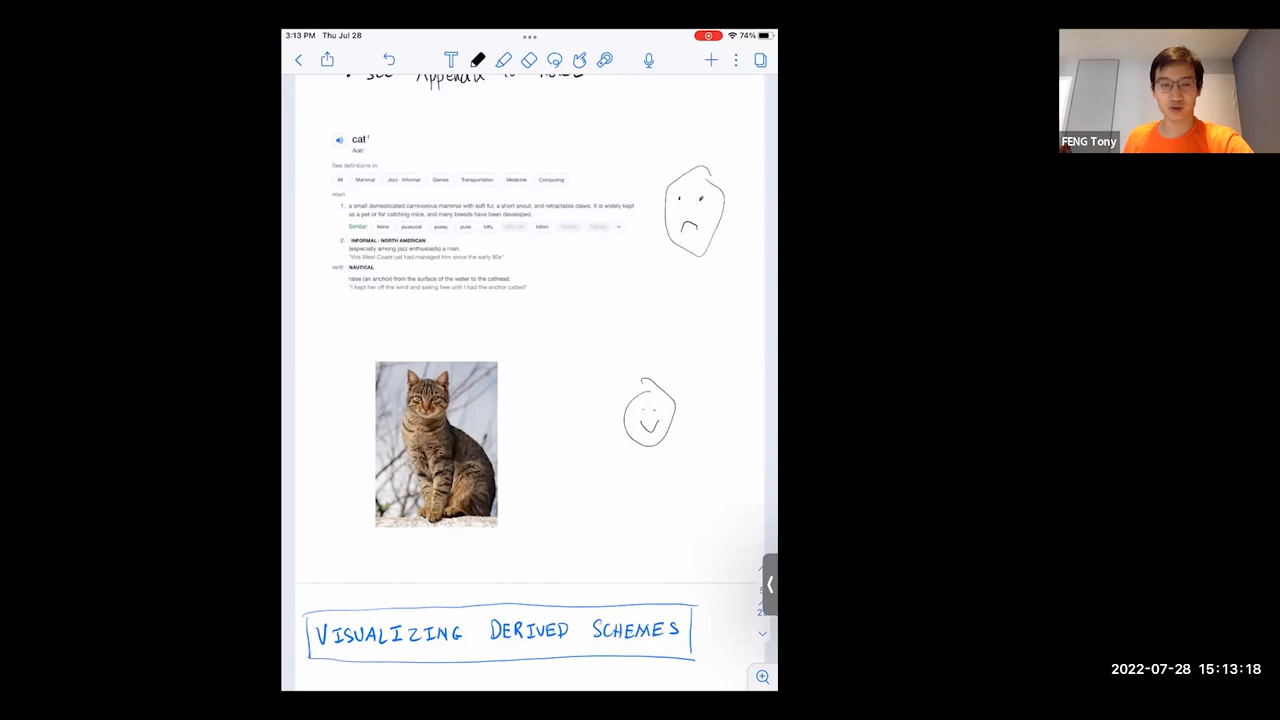 3:13 PM Thu Jul 28
74%
see Appendix to
cat¹
/kat/
See definitions in:
All Mammal Jazz · Informal Games Transportation Medicine Computing
noun
1. a small domesticated carnivorous mammal with soft fur, a short snout, and retractable claws. It is widely kept
as a pet or for catching mice, and many breeds have been developed.
Similar: feline pussycat pussy puss kitty kitten
2. INFORMAL · NORTH AMERICAN
(especially among jazz enthusiasts) a man.
"this West Coast cat had managed him since the early 80s"
verb NAUTICAL
raise (an anchor) from the surface of the water to the cathead.
"I kept her off the wind and sailing free until I had the anchor catted"
VISUALIZING DERIVED SCHEMES
FENG Tony
2022-07-28 15:13:18